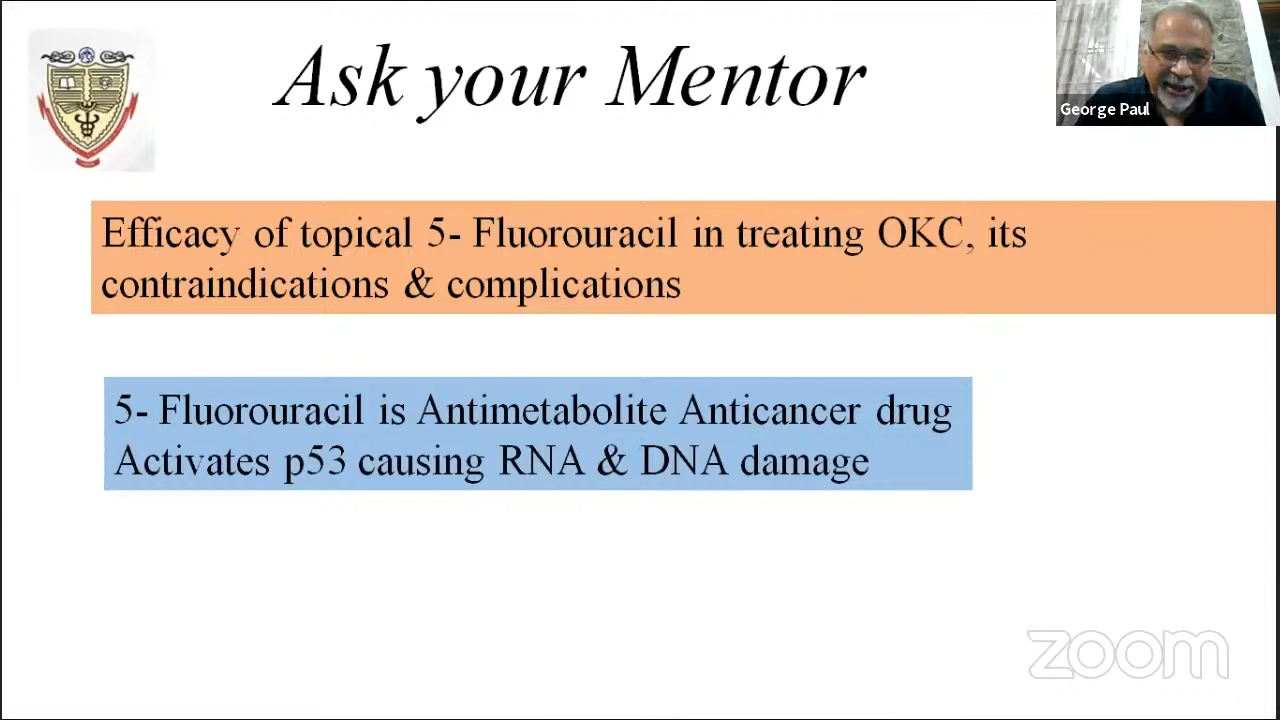 Ask your Mentor
George Paul
Efficacy of topical 5- Fluorouracil in treating OKC, its
contraindications & complications
5- Fluorouracil is Antimetabolite Anticancer drug
Activates p53 causing RNA & DNA damage
zoom